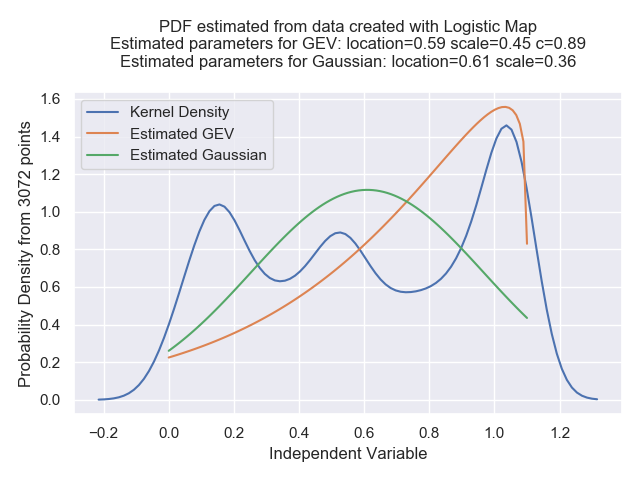 PDF estimated from data created with Logistic Map
Estimated parameters for GEV: location=0.59 scale=0.45 c=0.89
Estimated parameters for Gaussian: location=0.61 scale=0.36
Kernel Density
Estimated GEV
Estimated Gaussian
Probability Density from 3072 points
1.6
1.4
1.2
1.0
0.8
0.6
0.4
0.2
0.0
−0.2 0.0 0.2 0.4 0.6 0.8 1.0 1.2
Independent Variable